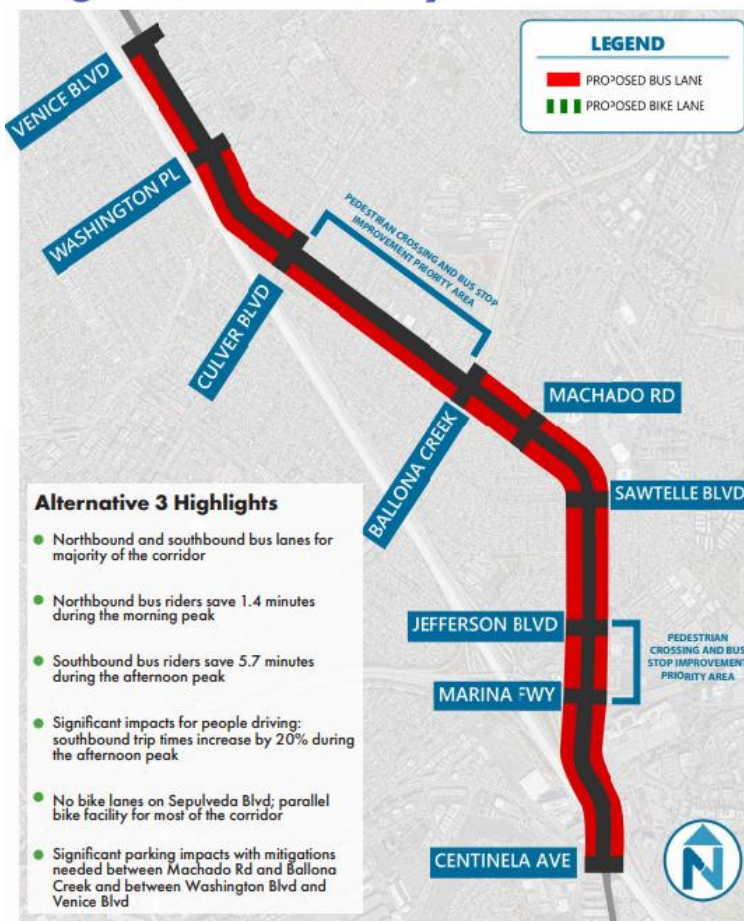 LEGEND
PROPOSED BUS LANE
PROPOSED BIKE LANE
VENICE BLVD
WASHINGTON PL
PEDESTRIAN CROSSING AND BUS STOP
IMPROVEMENT PRIORITY AREA
CULVER BLVD
MACHADO RD
BALLONA CREEK
SAWTELLE BLVD
JEFFERSON BLVD
PEDESTRIAN
CROSSING AND BUS
STOP IMPROVEMENT
PRIORITY AREA
MARINA FWY
CENTINELA AVE
N
Alternative 3 Highlights
Northbound and southbound bus lanes for
majority of the corridor
Northbound bus riders save 1.4 minutes
during the morning peak
Southbound bus riders save 5.7 minutes
during the afternoon peak
Significant impacts for people driving:
southbound trip times increase by 20% during
the afternoon peak
No bike lanes on Sepulveda Blvd; parallel
bike facility for most of the corridor
Significant parking impacts with mitigations
needed between Machado Rd and Ballona
Creek and between Washington Blvd and
Venice Blvd